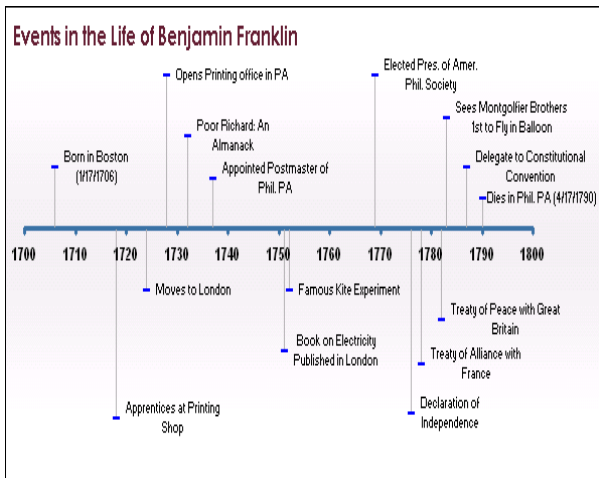 Events in the Life of Benjamin Franklin
Elected Pres. of Amer.
Phil. Society
Opens Printing office in PA
Sees Montgolfier Brothers
1st to Fly in Balloon
Poor Richard: An
Almanack
Born in Boston
(1/17/1706)
Appointed Postmaster of
Phil. PA
Delegate to Constitutional
Convention
Dies in Phil. PA (4/17/1790)
1700 1710 1720 1730 1740 1750 1760 1770 1780 1790 1800
Moves to London
Famous Kite Experiment
Treaty of Peace with Great
Britain
Book on Electricity
Published in London
Treaty of Alliance with
France
Apprentices at Printing
Shop
Declaration of
Independence